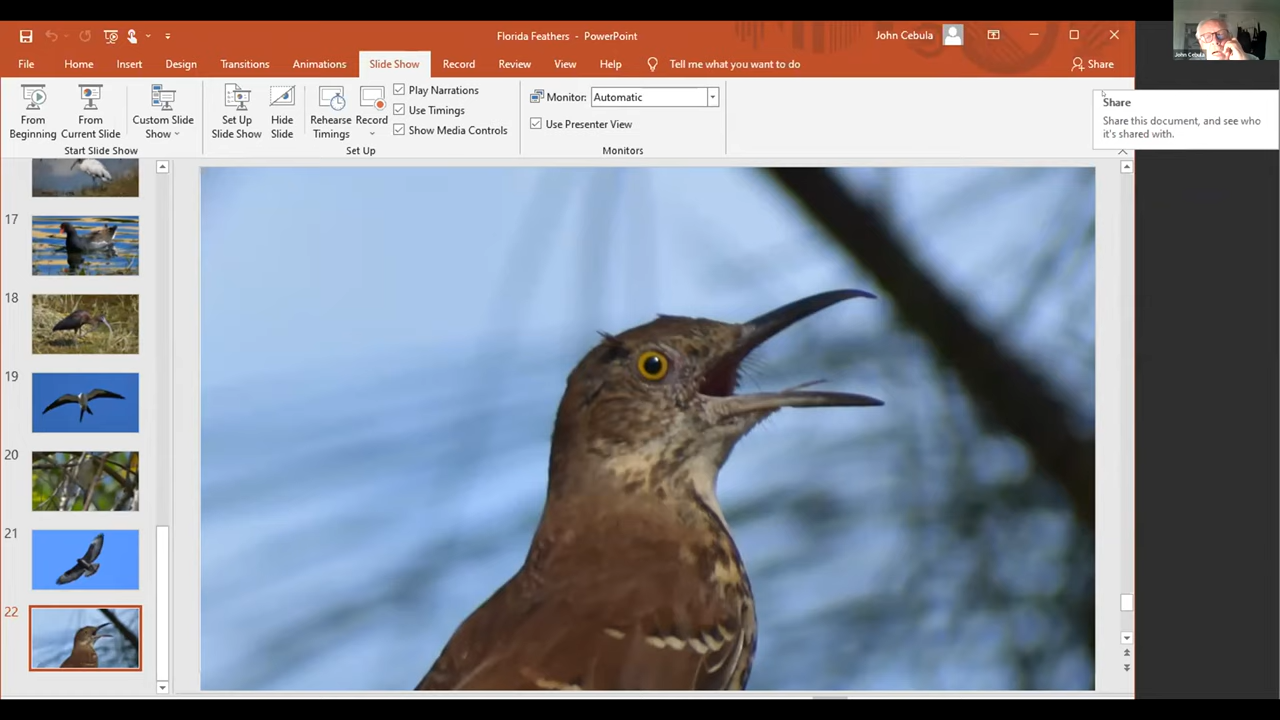 Florida Feathers - PowerPoint
John Cebula
File Home Insert Design Transitions Animations Slide Show Record Review View Help Tell me what you want to do Share
From Beginning
From Current Slide
Custom Slide Show
Start Slide Show
Set Up Slide Show
Hide Slide
Rehearse Timings
Record
Play Narrations
Use Timings
Show Media Controls
Set Up
Monitor: Automatic
Use Presenter View
Monitors
Share
Share this document, and see who
it's shared with.
John Cebula
17
18
19
20
21
22